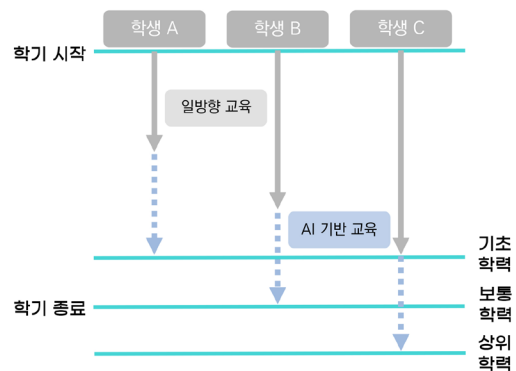 학생 A
학생 B
학생 C
학기 시작
일방향 교육
AI 기반 교육
기초
학력
보통
학력
학기 종료
상위
학력